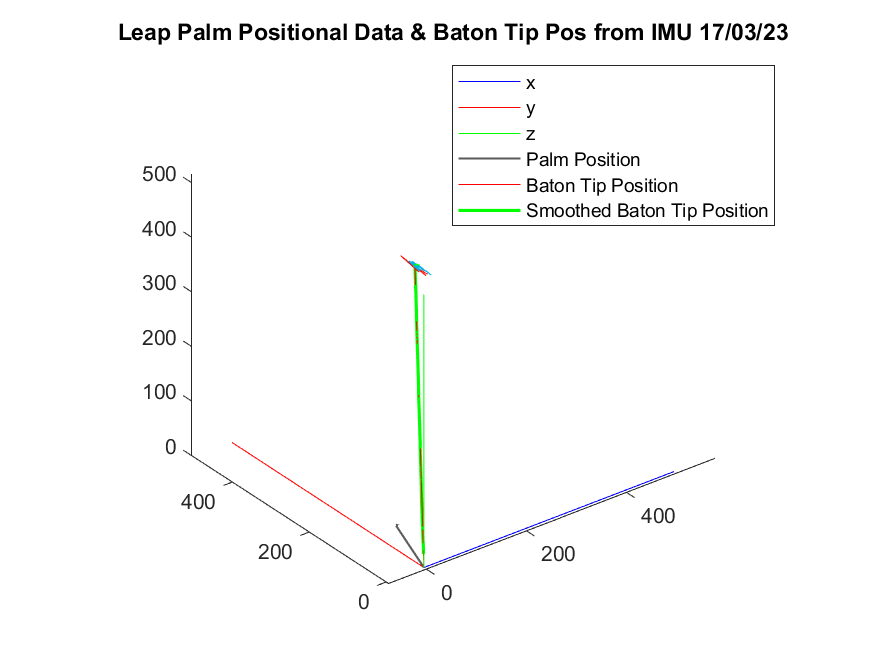 Leap Palm Positional Data & Baton Tip Pos from IMU 17/03/23
x
y
z
Palm Position
Baton Tip Position
Smoothed Baton Tip Position
500
400
300
200
100
0
400
200
0
0
200
400